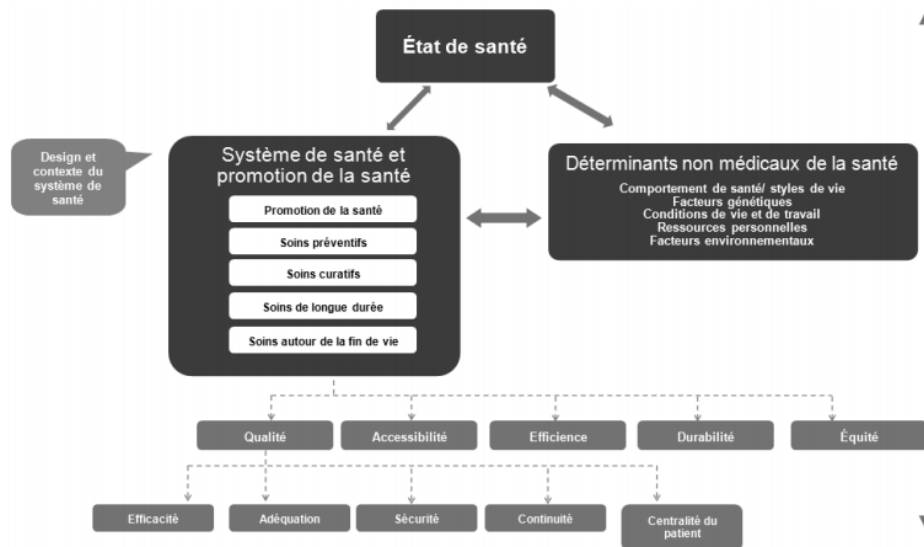 État de santé
Design et
contexte du
système de
santé
Système de santé et
promotion de la santé
Promotion de la santé
Soins préventifs
Soins curatifs
Soins de longue durée
Soins autour de la fin de vie
Déterminants non médicaux de la santé
Comportement de santé/ styles de vie
Facteurs génétiques
Conditions de vie et de travail
Ressources personnelles
Facteurs environnementaux
Qualité
Accessibilité
Efficience
Durabilité
Équité
Efficacité
Adéquation
Sécurité
Continuité
Centralité du
patient